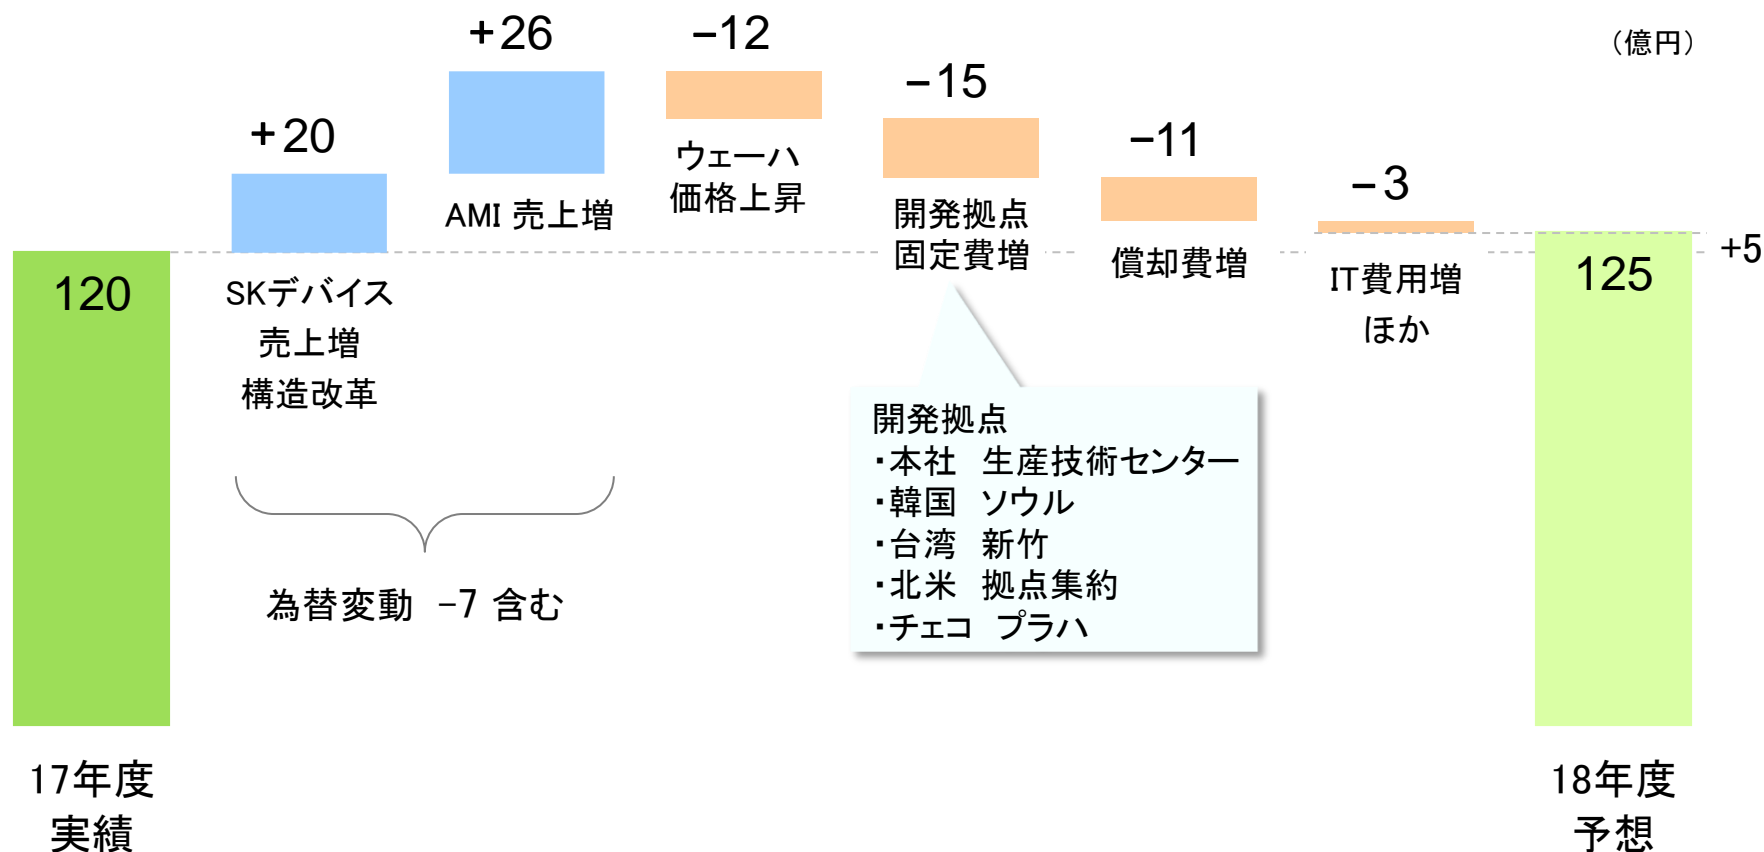 （億円）
+20
+26
−12
−15
−11
−3
+5
120
SKデバイス
売上増
構造改革
AMI 売上増
ウェーハ
価格上昇
開発拠点
固定費増
償却費増
IT費用増
ほか
125
為替変動 −7 含む
開発拠点
・本社　生産技術センター
・韓国　ソウル
・台湾　新竹
・北米　拠点集約
・チェコ　プラハ
17年度
実績
18年度
予想